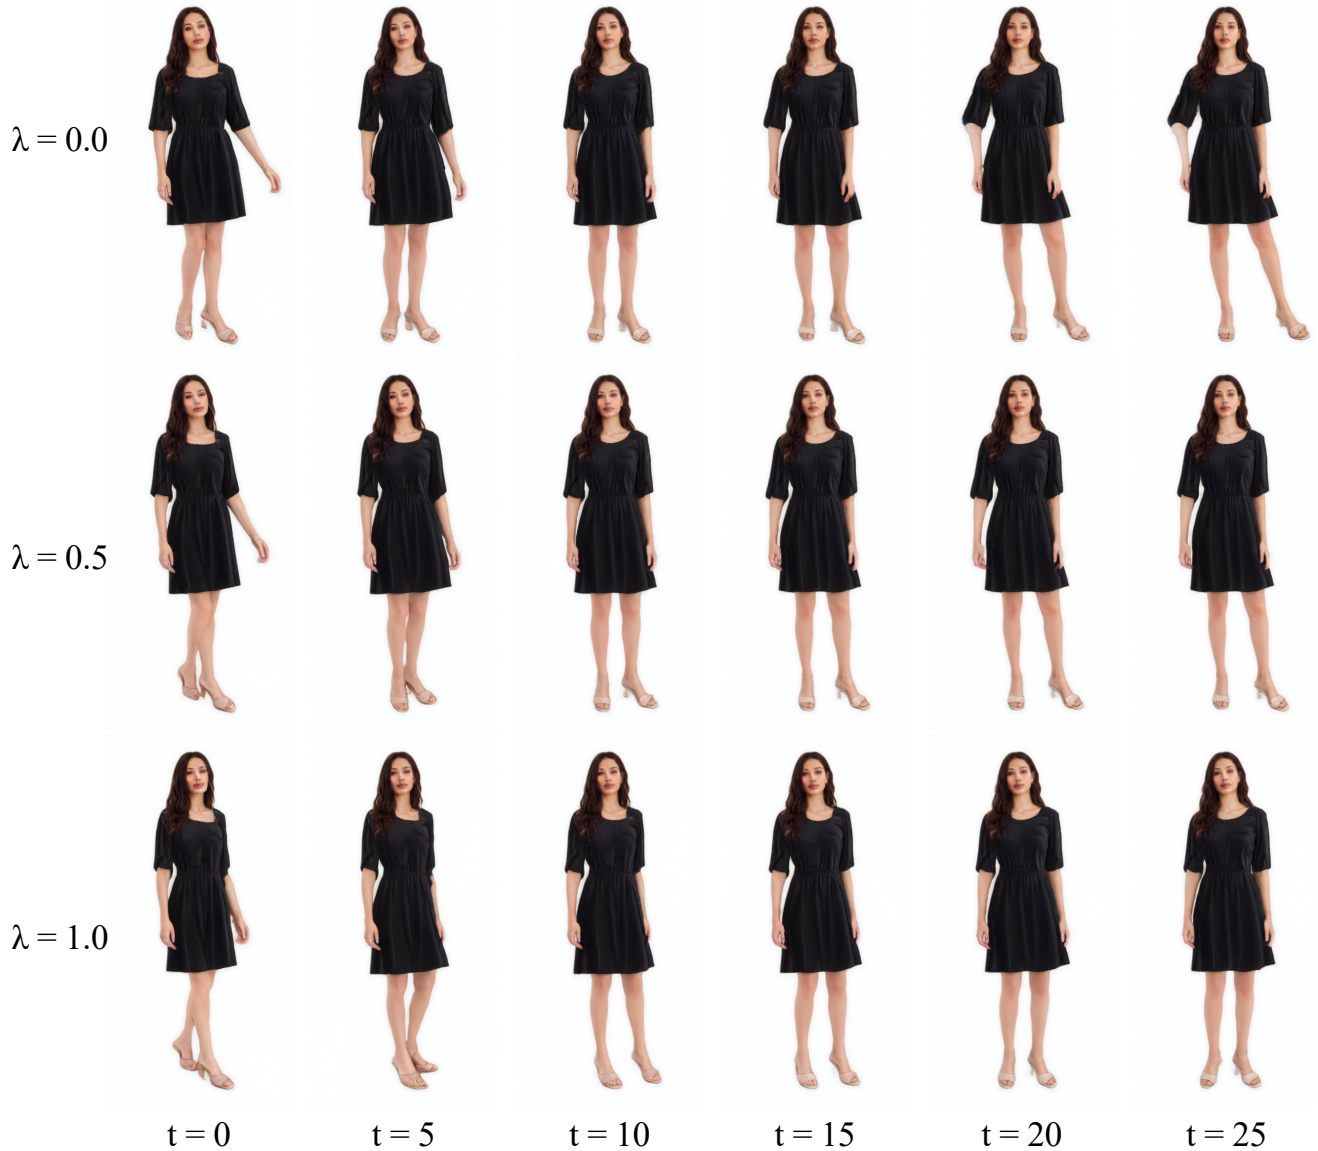 λ = 0.0
λ = 0.5
λ = 1.0
t = 0 t = 5 t = 10 t = 15 t = 20 t = 25